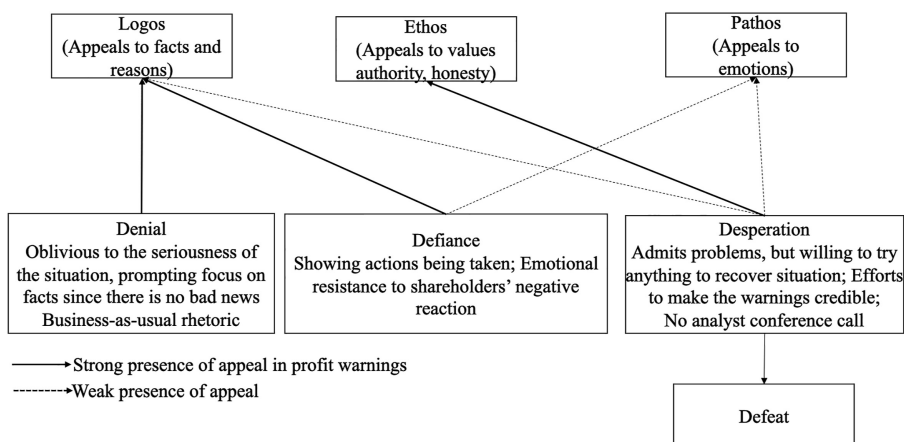 Logos
(Appeals to facts and
reasons)
Ethos
(Appeals to values
authority, honesty)
Pathos
(Appeals to
emotions)
Denial
Oblivious to the seriousness of
the situation, prompting focus on
facts since there is no bad news
Business-as-usual rhetoric
Defiance
Showing actions being taken; Emotional
resistance to shareholders' negative
reaction
Desperation
Admits problems, but willing to try
anything to recover situation; Efforts
to make the warnings credible;
No analyst conference call
Strong presence of appeal in profit warnings
Weak presence of appeal
Defeat